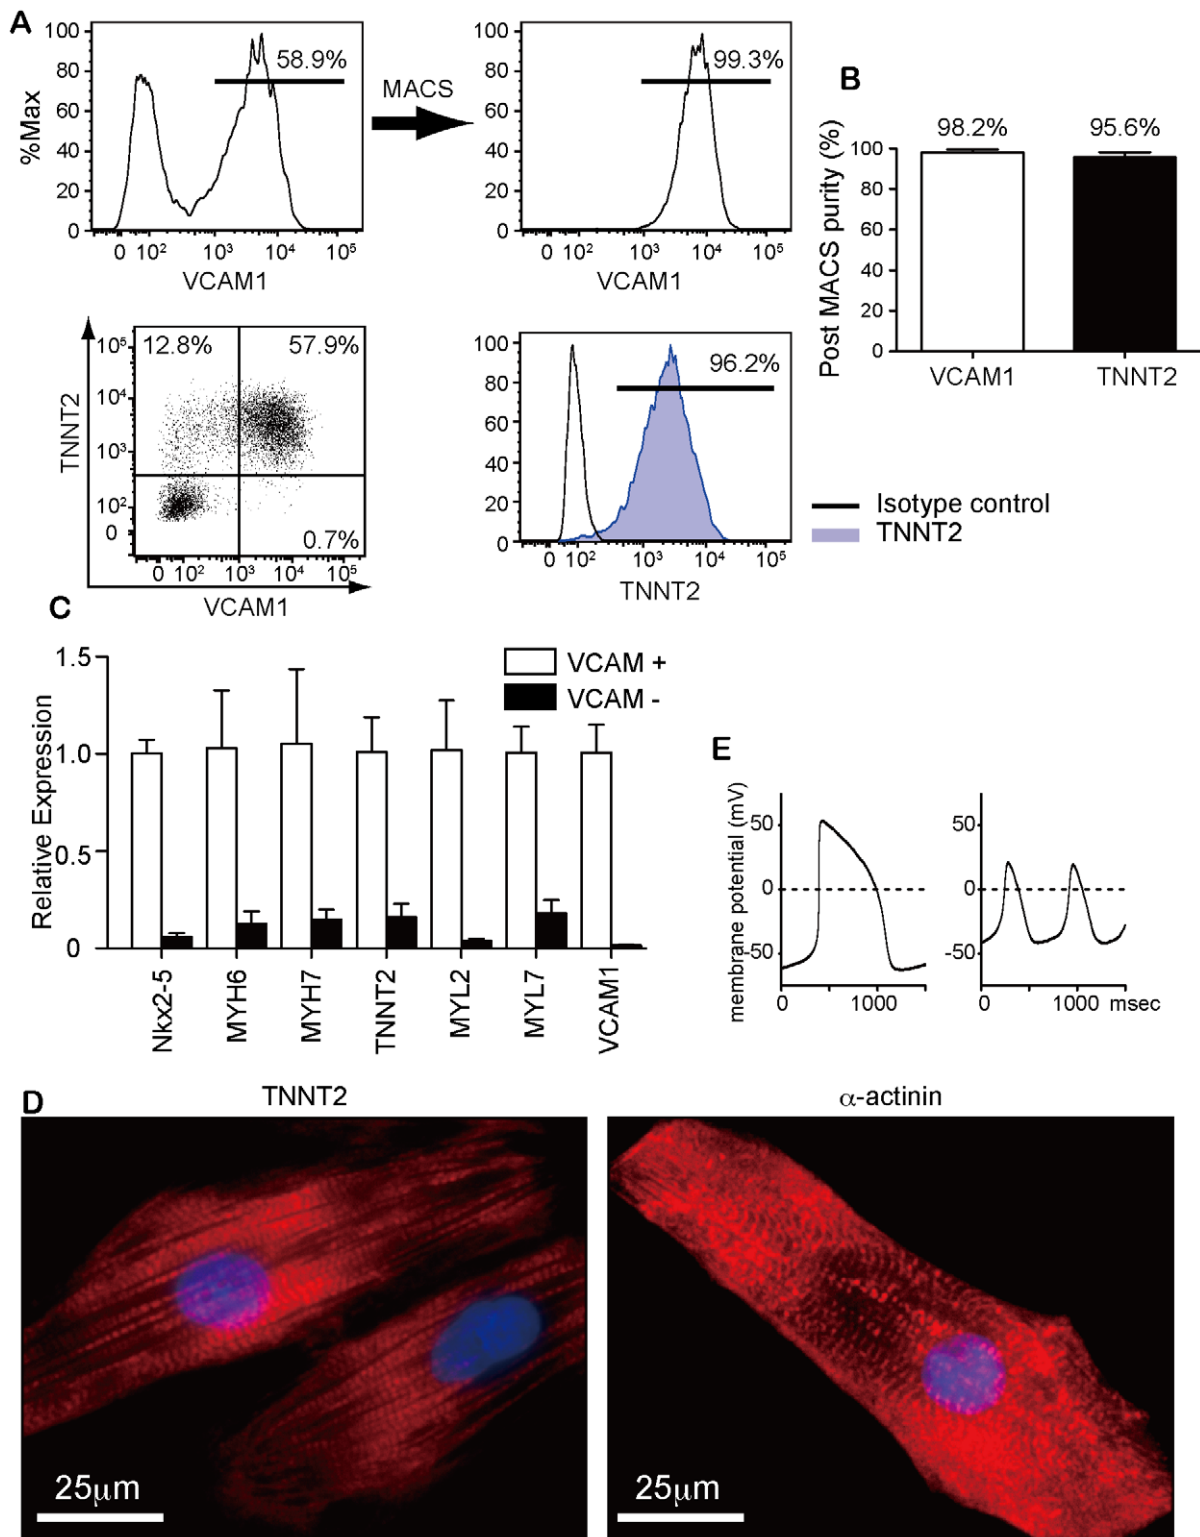 A
100
80
60
40
20
0
%Max
58.9%
0 10² 10³ 10⁴ 10⁵
VCAM1
MACS
100
80
60
40
20
0
99.3%
0 10² 10³ 10⁴ 10⁵
VCAM1
TNNT2
10⁵
10⁴
10³
10²
0
12.8% 57.9%
0.7%
0 10² 10³ 10⁴ 10⁵
VCAM1
100
80
60
40
20
0
96.2%
0 10² 10³ 10⁴ 10⁵
TNNT2
Isotype control
TNNT2
B
Post MACS purity (%)
100
80
60
40
20
0
98.2% 95.6%
VCAM1 TNNT2
C
Relative Expression
1.5
1.0
0.5
0
VCAM +
VCAM -
Nkx2-5
MYH6
MYH7
TNNT2
MYL2
MYL7
VCAM1
E
membrane potential (mV)
50
0
-50
0 1000
50
0
-50
0 1000 msec
D
TNNT2
25μm
α-actinin
25μm